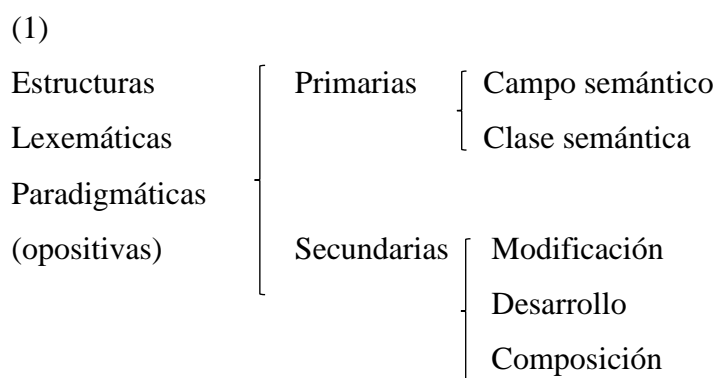 (1)
Estructuras Primarias Campo semántico
Lexemáticas Clase semántica
Paradigmáticas
(opositivas) Secundarias Modificación
Desarrollo
Composición